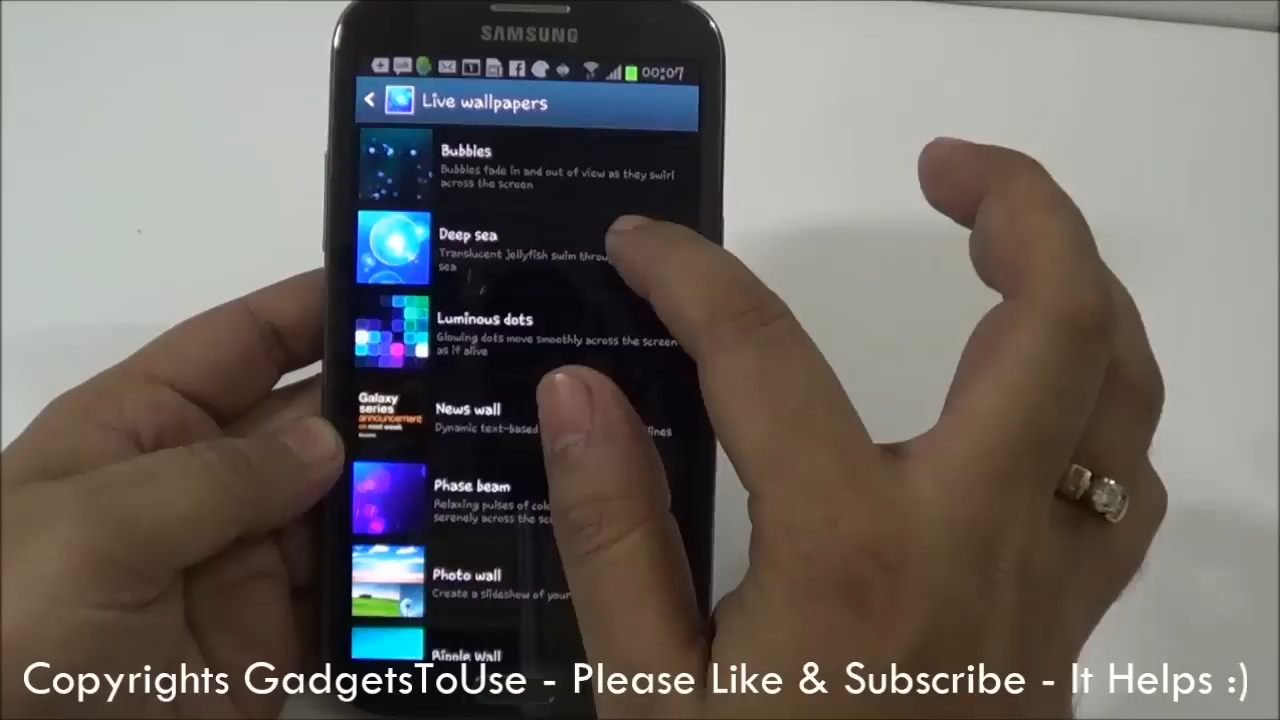 SAMSUNG
00:07
Live wallpapers
Bubbles
Bubbles fade in and out of view as they swirl
across the screen
Deep sea
Translucent jellyfish swim
sea
Luminous dots
Glowing dots move smoothly across the screen
as if alive
Galaxy
series
announcement
News wall
Dynamic text-based
Phase beam
Relaxing pulses of
serenely across the
Photo wall
Create a slideshow of your
Ripple Wall
Copyrights GadgetsToUse - Please Like & Subscribe - It Helps :)